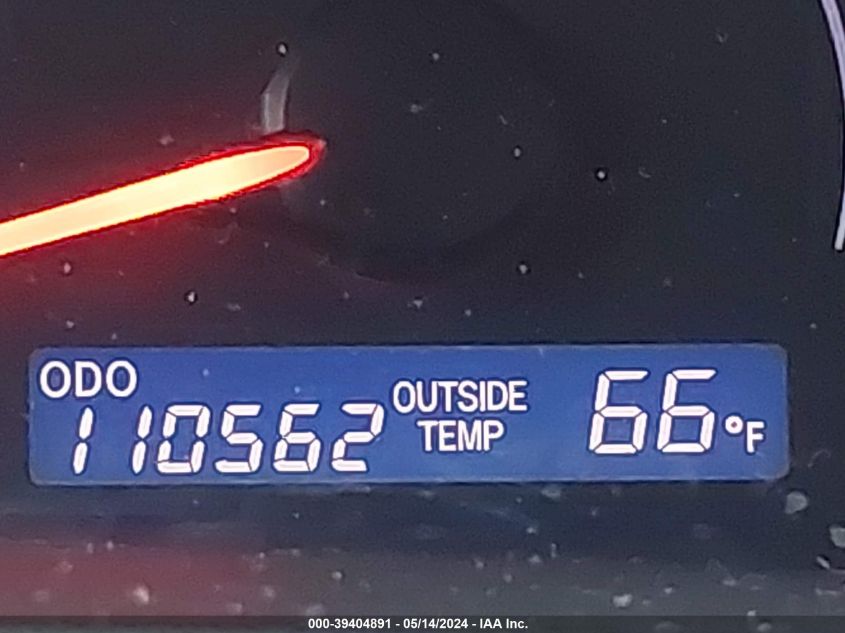 ODO
110562
OUTSIDE
TEMP
66°F
000-39404891 - 05/14/2024 - IAA Inc.